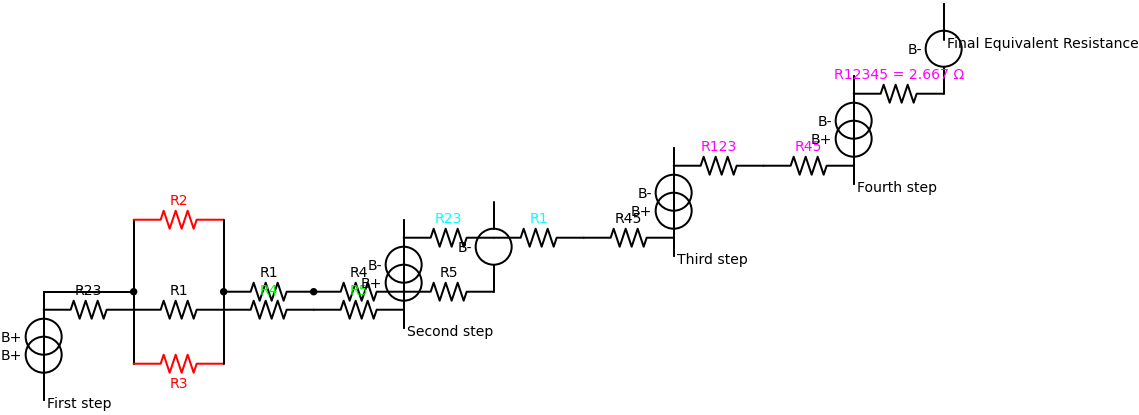 Final Equivalent Resistance
B-
R12345 = 2.667 Ω
B-
B+
R123 R45
Fourth step
B-
B+
R2
R23 R1 R45
B-
Third step
B-
B+
R1 R4 R5
R23 R1 R4 R5
Second step
B+
B+
R3
First step